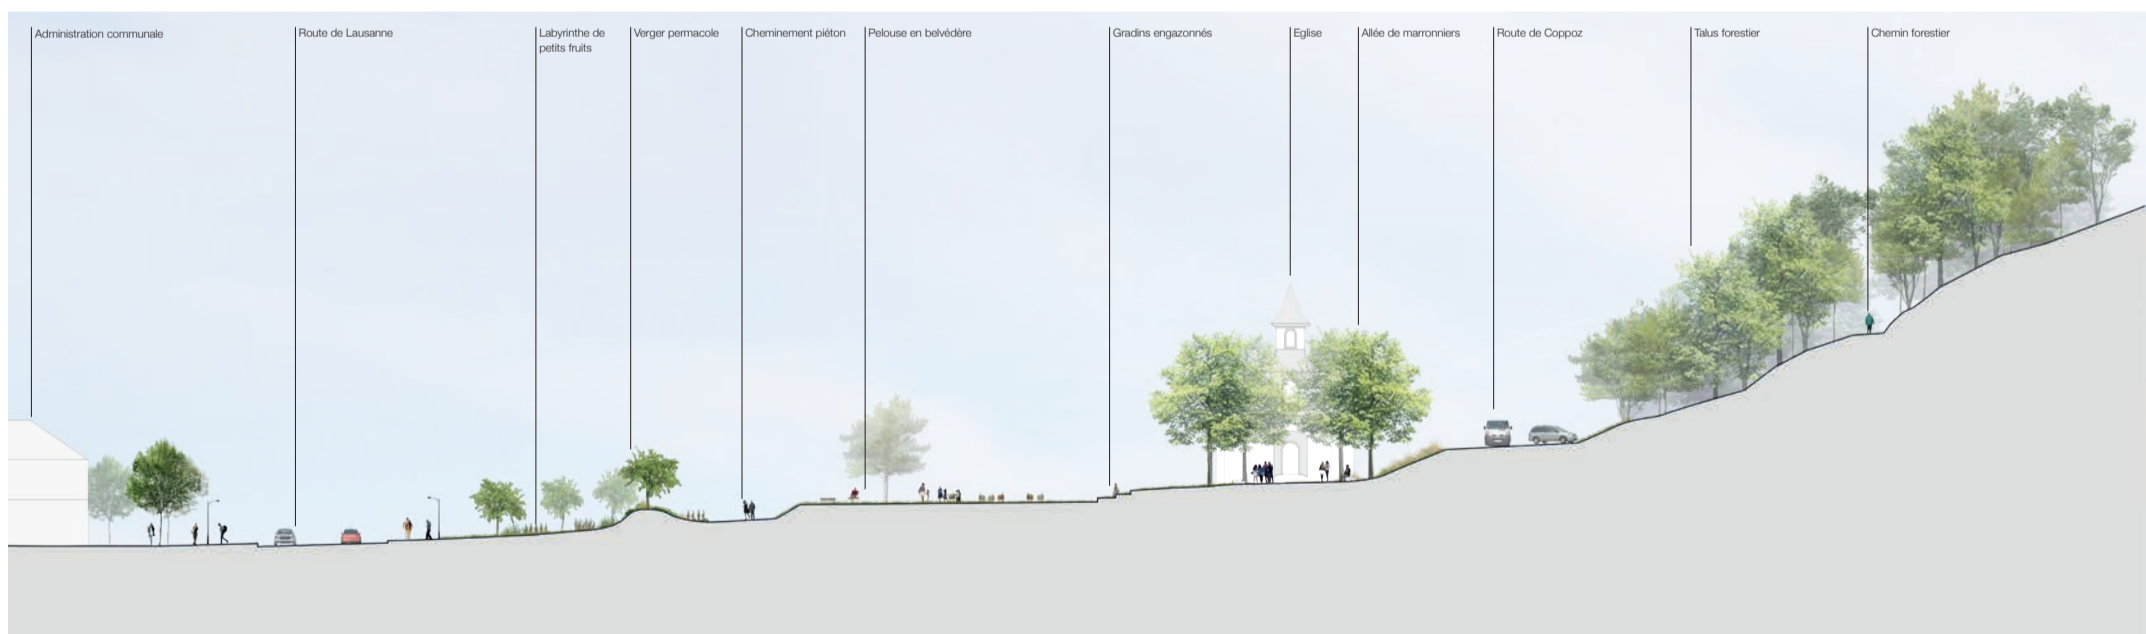 Administration communale
Route de Lausanne
Labyrinthe de
petits fruits
Verger permacole
Cheminement piéton
Pelouse en belvédère
Gradins engazonnés
Eglise
Allée de marronniers
Route de Coppoz
Talus forestier
Chemin forestier